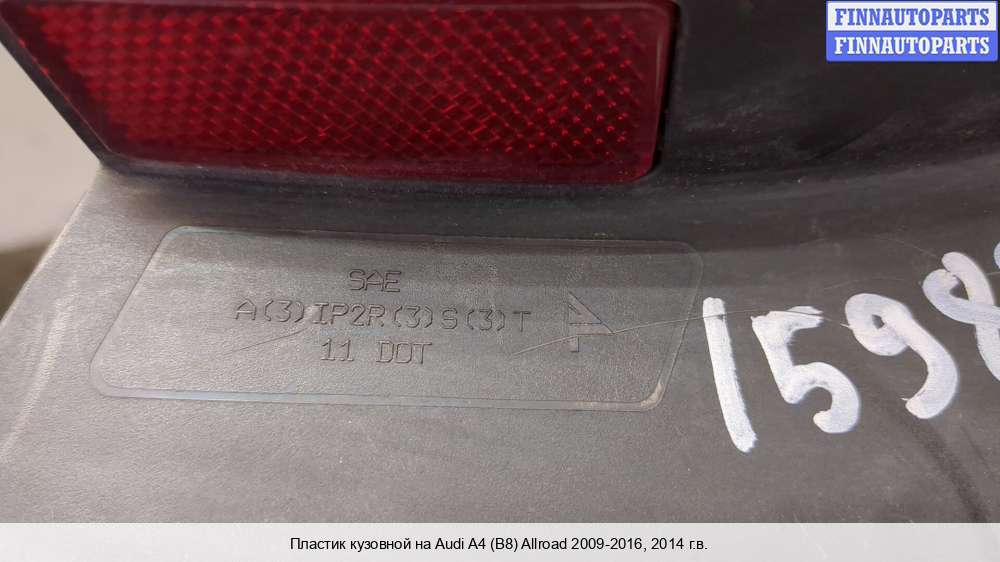 FINNAUTOPARTS
FINNAUTOPARTS
SAE
A(3)IP2R(3)S(3)T
11 DOT
Пластик кузовной на Audi A4 (B8) Allroad 2009-2016, 2014 г.в.